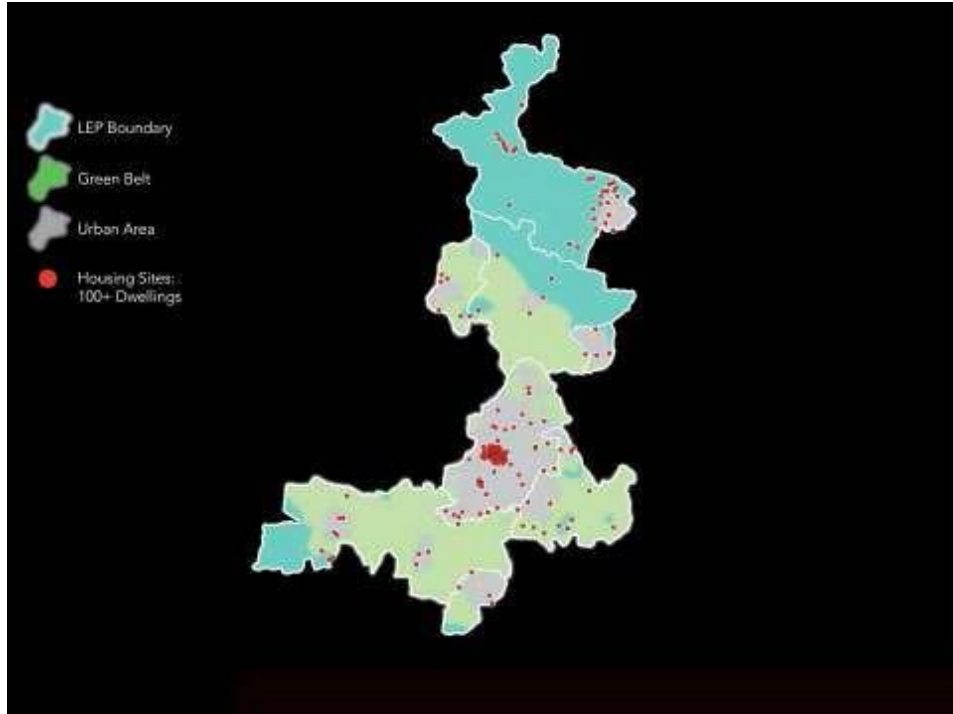 LEP Boundary
Green Belt
Urban Area
Housing Sites:
100+ Dwellings